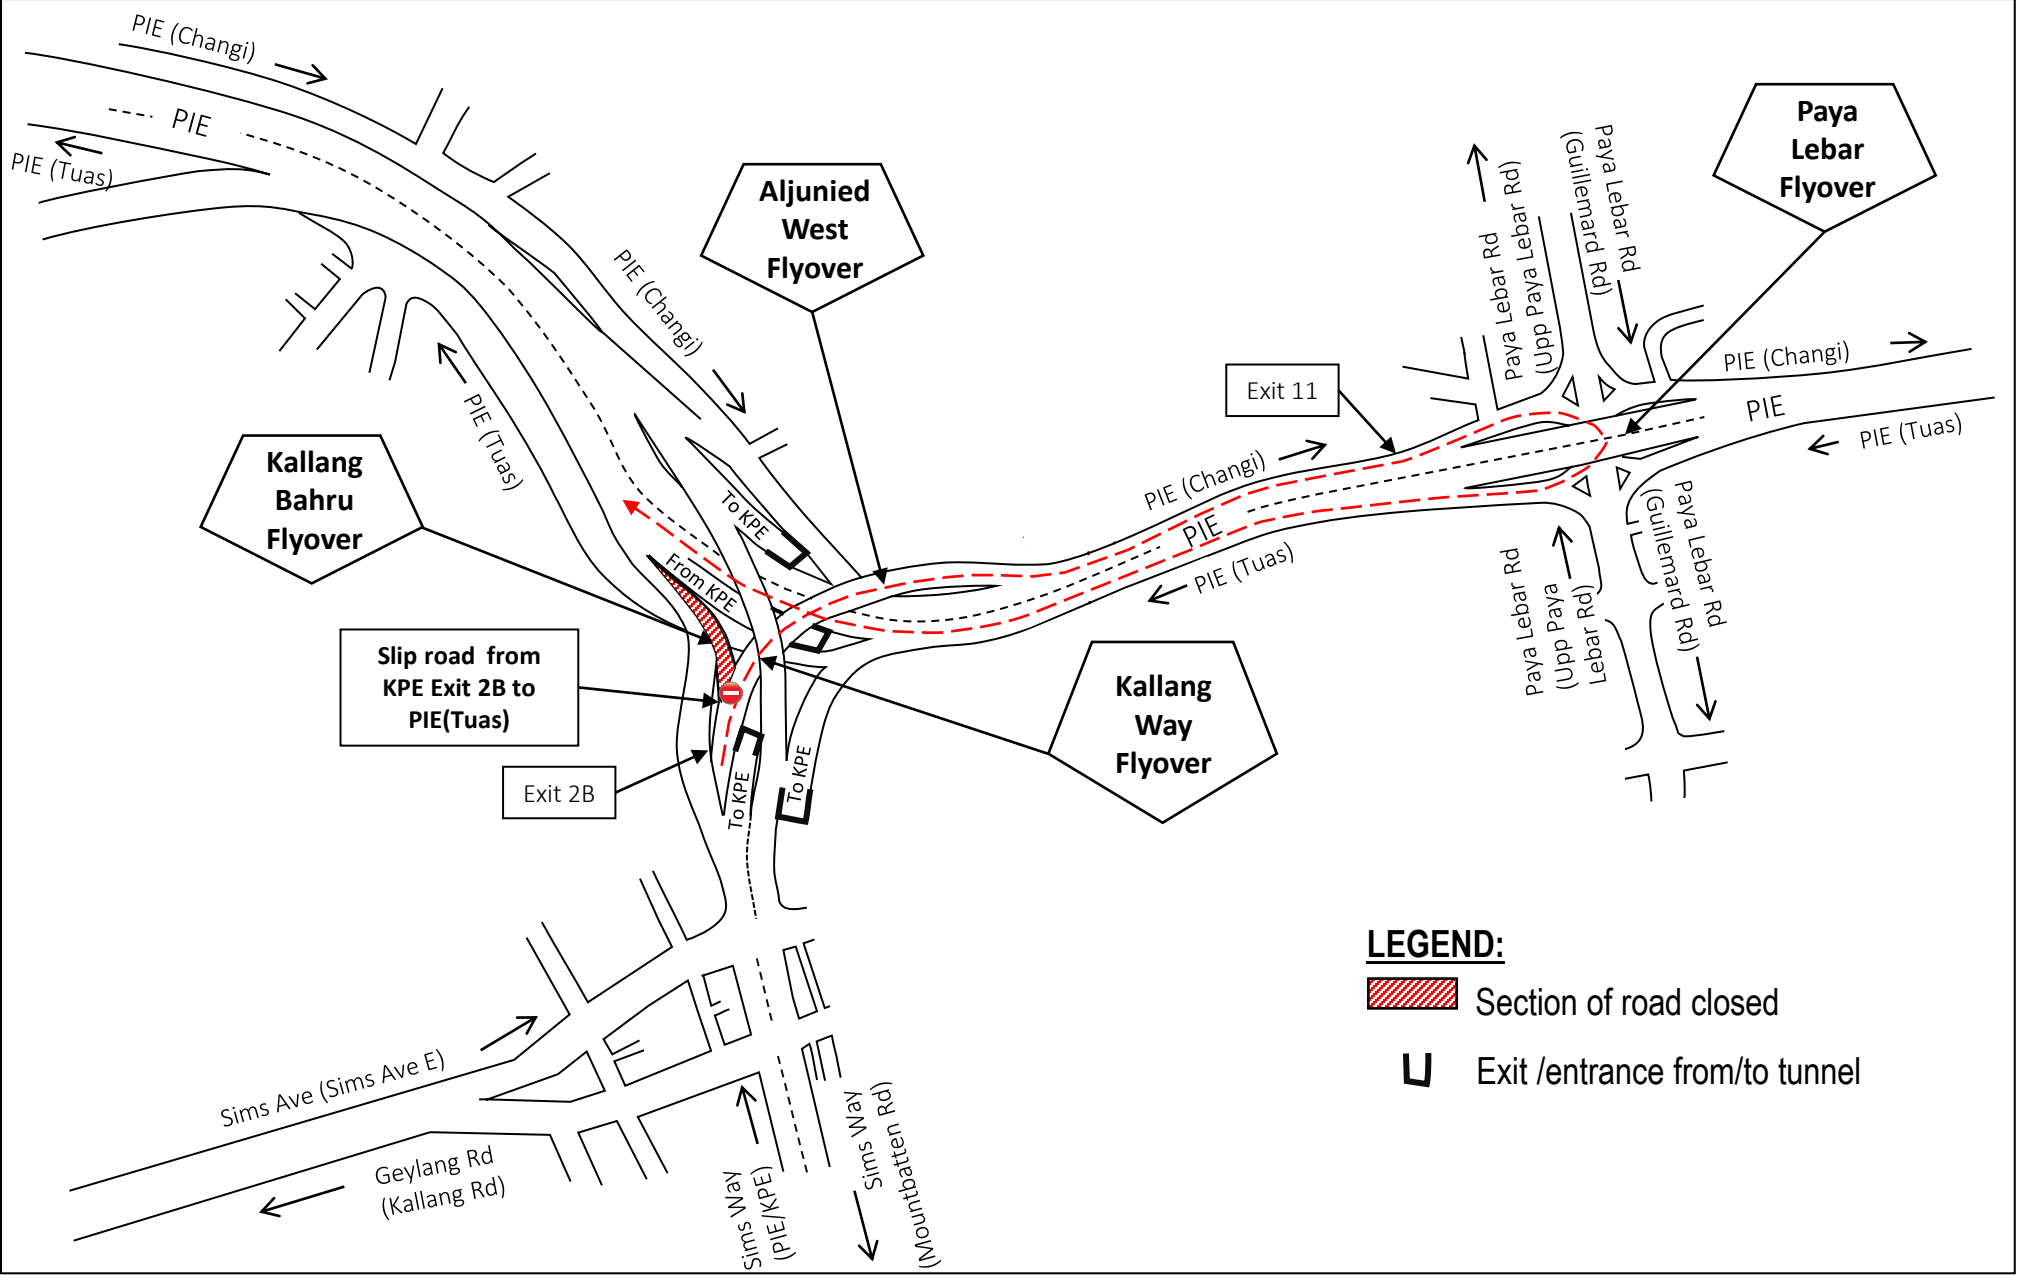 PIE (Changi)
PIE
PIE (Tuas)
Aljunied
West
Flyover
Paya
Lebar
Flyover
PIE (Changi)
PIE (Tuas)
Kallang
Bahru
Flyover
To KPE
From KPE
Slip road from
KPE Exit 2B to
PIE(Tuas)
Exit 2B
To KPE
To KPE
Exit 11
PIE (Changi)
PIE
PIE (Tuas)
Kallang
Way
Flyover
Paya Lebar Rd
(Upp Paya Lebar Rd)
Paya Lebar Rd
(Guillemard Rd)
PIE (Changi)
PIE
PIE (Tuas)
Paya Lebar Rd
(Upp Paya
Lebar Rd)
Paya Lebar Rd
(Guillemard Rd)
Sims Ave (Sims Ave E)
Geylang Rd
(Kallang Rd)
Sims Way
(PIE/KPE)
Sims Way
(Mountbatten Rd)
LEGEND:
Section of road closed
Exit /entrance from/to tunnel